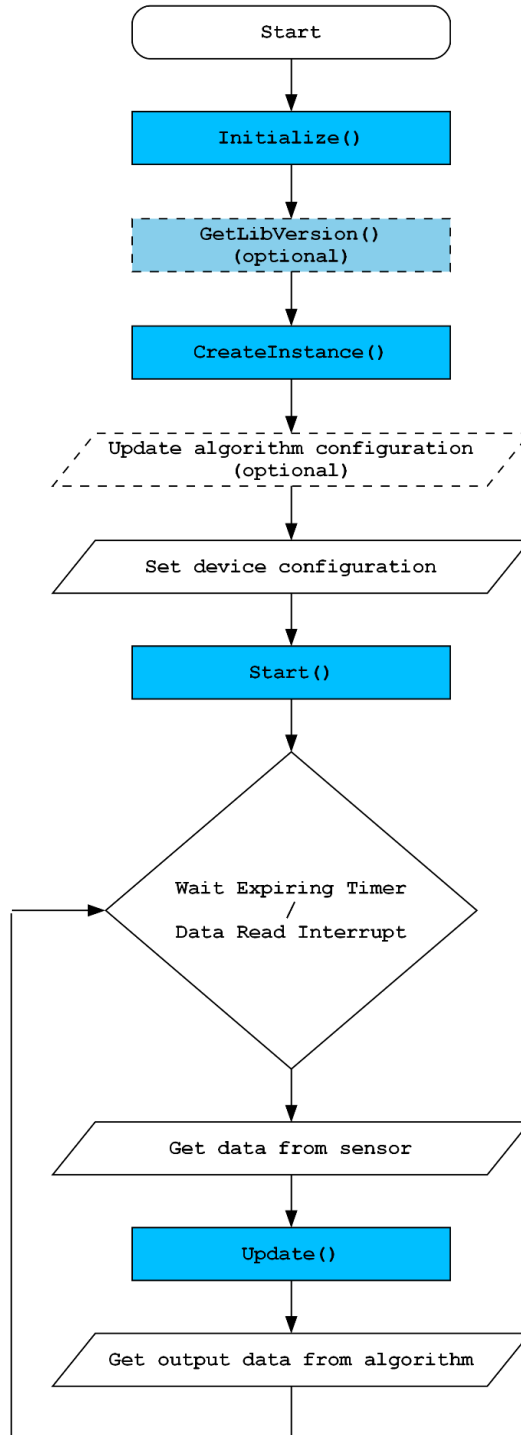 Start
Initialize()
GetLibVersion()
(optional)
CreateInstance()
Update algorithm configuration
(optional)
Set device configuration
Start()
Wait Expiring Timer
/
Data Read Interrupt
Get data from sensor
Update()
Get output data from algorithm